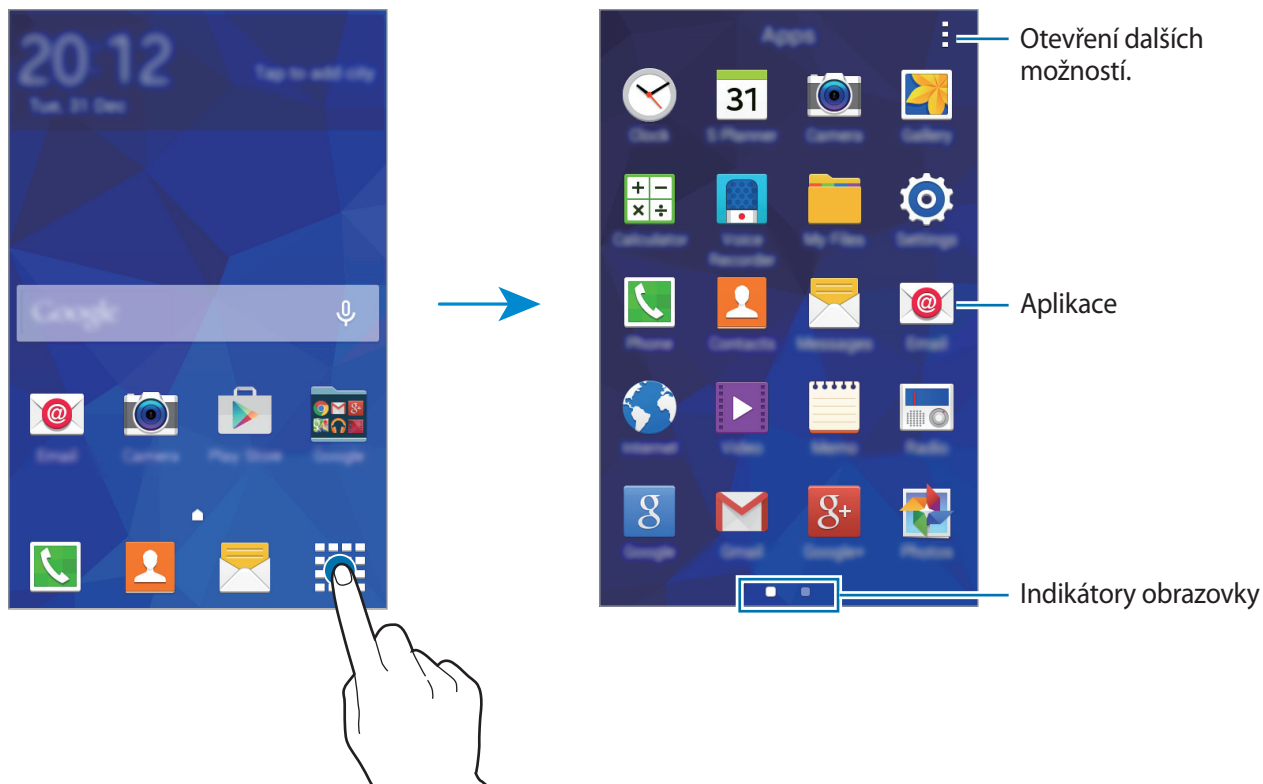 20 12
Tap to add city
Tue, 31 Dec
Google
Email
Camera
Play Store
Google
Apps
Otevření dalších
možností.
31
Clock
S Planner
Camera
Gallery
Calculator
Voice
Recorder
My Files
Settings
Aplikace
Phone
Contacts
Messages
Email
Internet
Video
Memo
Radio
Google
Gmail
Google+
Photos
Indikátory obrazovky